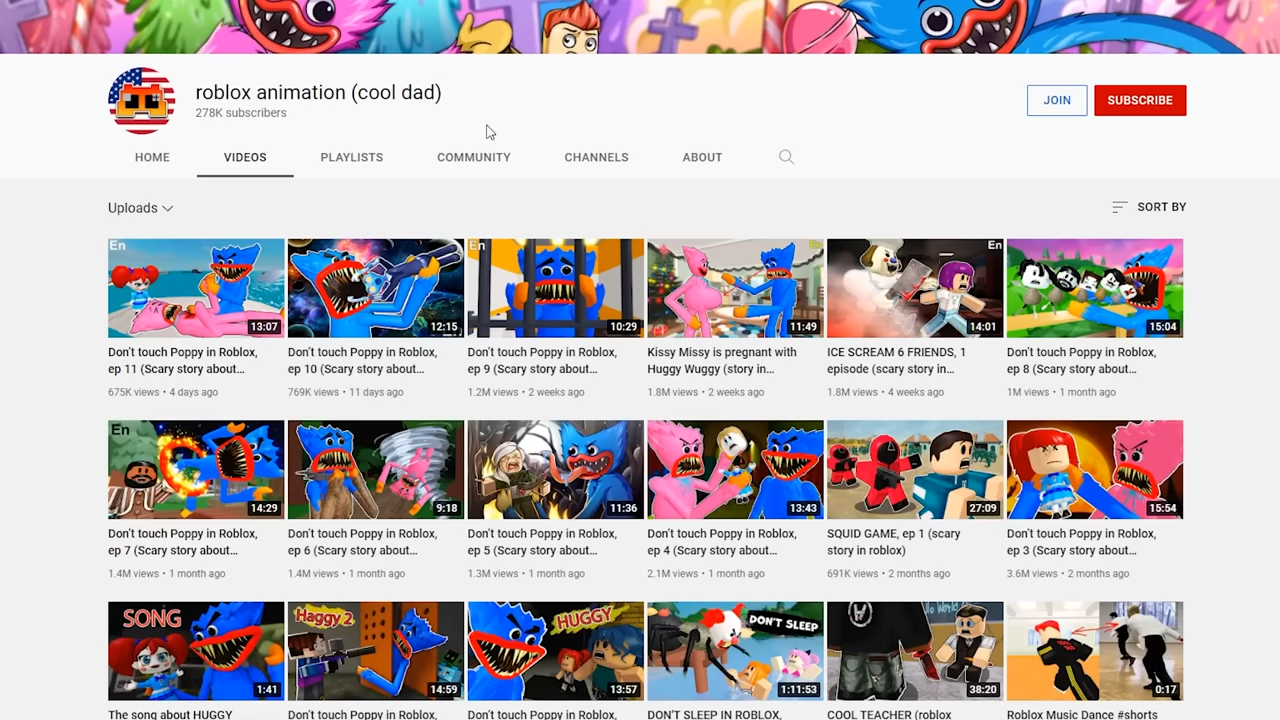 roblox animation (cool dad)
278K subscribers
JOIN
SUBSCRIBE
HOME
VIDEOS
PLAYLISTS
COMMUNITY
CHANNELS
ABOUT
Uploads
SORT BY
En
13:07
12:15
En
10:29
En
11:49
En
14:01
15:04
Don't touch Poppy in Roblox,
ep 11 (Scary story about...
675K views • 4 days ago
Don't touch Poppy in Roblox,
ep 10 (Scary story about...
769K views • 11 days ago
Don't touch Poppy in Roblox,
ep 9 (Scary story about...
1.2M views • 2 weeks ago
Kissy Missy is pregnant with
Huggy Wuggy (story in...
1.8M views • 2 weeks ago
ICE SCREAM 6 FRIENDS, 1
episode (scary story in...
1.8M views • 4 weeks ago
Don't touch Poppy in Roblox,
ep 8 (Scary story about...
1M views • 1 month ago
En
14:29
9:18
11:36
13:43
27:09
15:54
Don't touch Poppy in Roblox,
ep 7 (Scary story about...
1.4M views • 1 month ago
Don't touch Poppy in Roblox,
ep 6 (Scary story about...
1.4M views • 1 month ago
Don't touch Poppy in Roblox,
ep 5 (Scary story about...
1.3M views • 1 month ago
Don't touch Poppy in Roblox,
ep 4 (Scary story about...
2.1M views • 1 month ago
SQUID GAME, ep 1 (scary
story in roblox)
691K views • 2 months ago
Don't touch Poppy in Roblox,
ep 3 (Scary story about...
3.6M views • 2 months ago
SONG
1:41
Haggy 2
14:59
HUGGY
13:57
DON'T SLEEP
1:11:53
38:20
0:17
The song about HUGGY
Don't touch Poppy in Roblox,
Don't touch Poppy in Roblox,
DON'T SLEEP IN ROBLOX,
COOL TEACHER (roblox
Roblox Music Dance #shorts